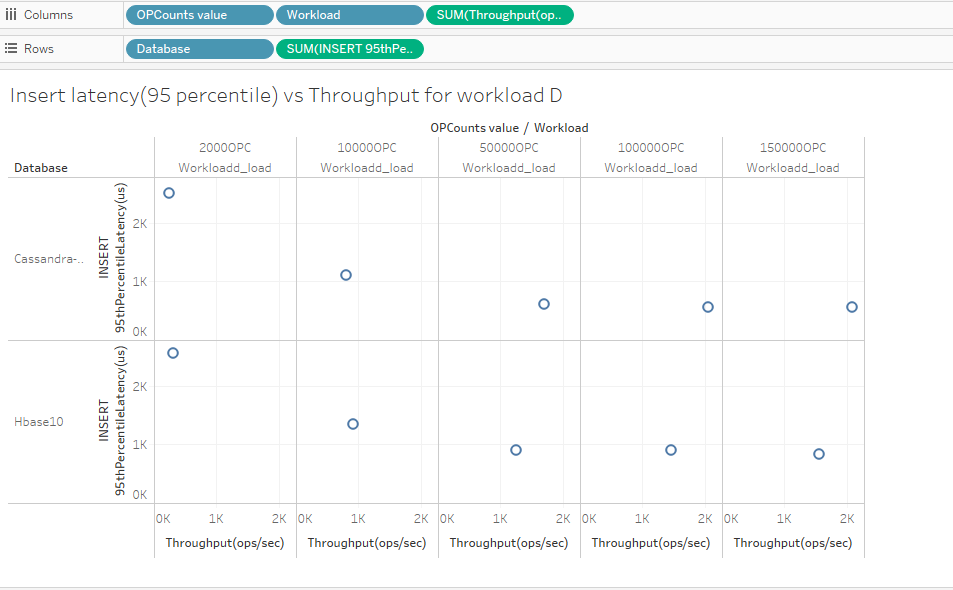 Columns OPCounts value Workload SUM(Throughput(op..
Rows Database SUM(INSERT 95thPe..
Insert latency(95 percentile) vs Throughput for workload D
OPCounts value / Workload
2000OPC 10000OPC 50000OPC 100000OPC 150000OPC
Database Workloadd_load Workloadd_load Workloadd_load Workloadd_load Workloadd_load
Cassandra-..
INSERT
95thPercentileLatency(us)
2K
1K
0K
Hbase10
INSERT
95thPercentileLatency(us)
2K
1K
0K
0K 1K 2K 0K 1K 2K 0K 1K 2K 0K 1K 2K 0K 1K 2K
Throughput(ops/sec) Throughput(ops/sec) Throughput(ops/sec) Throughput(ops/sec) Throughput(ops/sec)